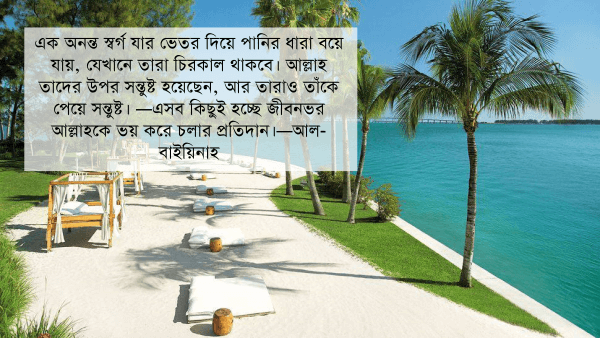 এক অনন্ত স্বর্গ যার ভেতর দিয়ে পানির ধারা বয়ে
যায়, যেখানে তারা চিরকাল থাকবে। আল্লাহ
তাদের উপর সন্তুষ্ট হয়েছেন, আর তারাও তাঁকে
পেয়ে সন্তুষ্ট। —এসব কিছুই হচ্ছে জীবনভর
আল্লাহকে ভয় করে চলার প্রতিদান।—আল-
বাইয়িনাহ